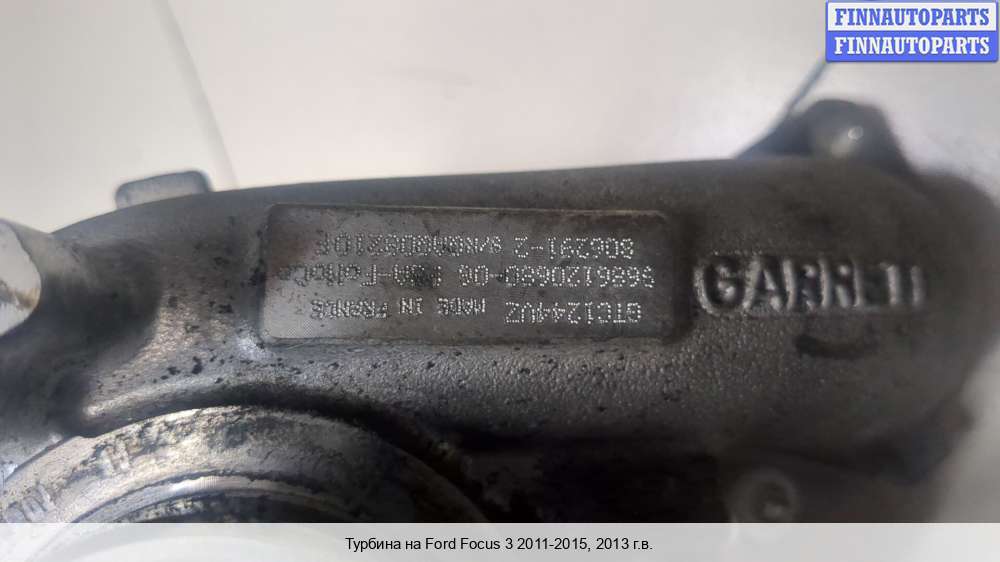 FINNAUTOPARTS
FINNAUTOPARTS
GARRETT
GTC1244VZ MADE IN FRANCE
9686120680-06
806291-2
Турбина на Ford Focus 3 2011-2015, 2013 г.в.